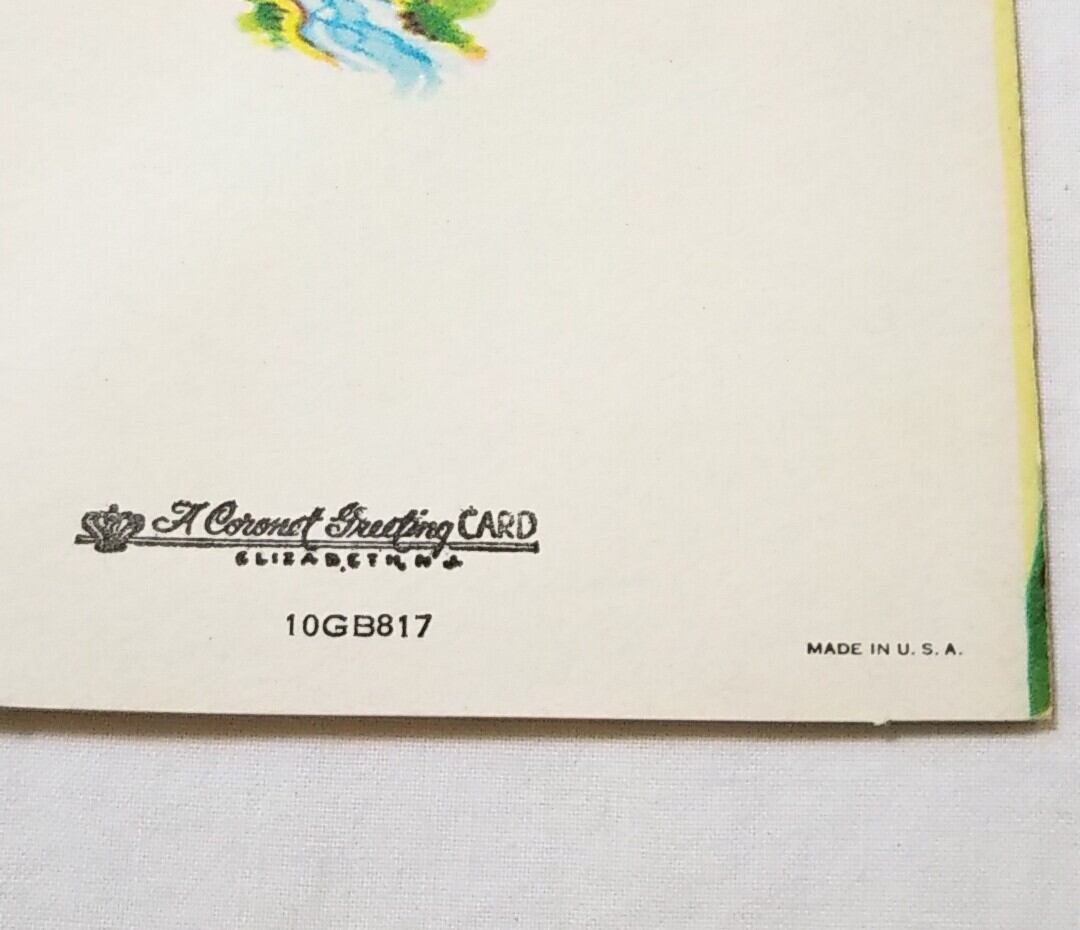 A Coronet Greeting CARD
ELIZABETH, N.J.
10GB817
MADE IN U. S. A.